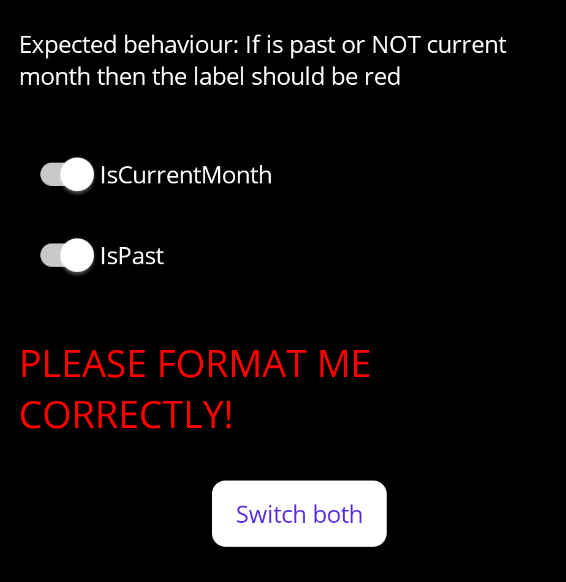 Expected behaviour: If is past or NOT current
month then the label should be red
IsCurrentMonth
IsPast
PLEASE FORMAT ME
CORRECTLY!
Switch both